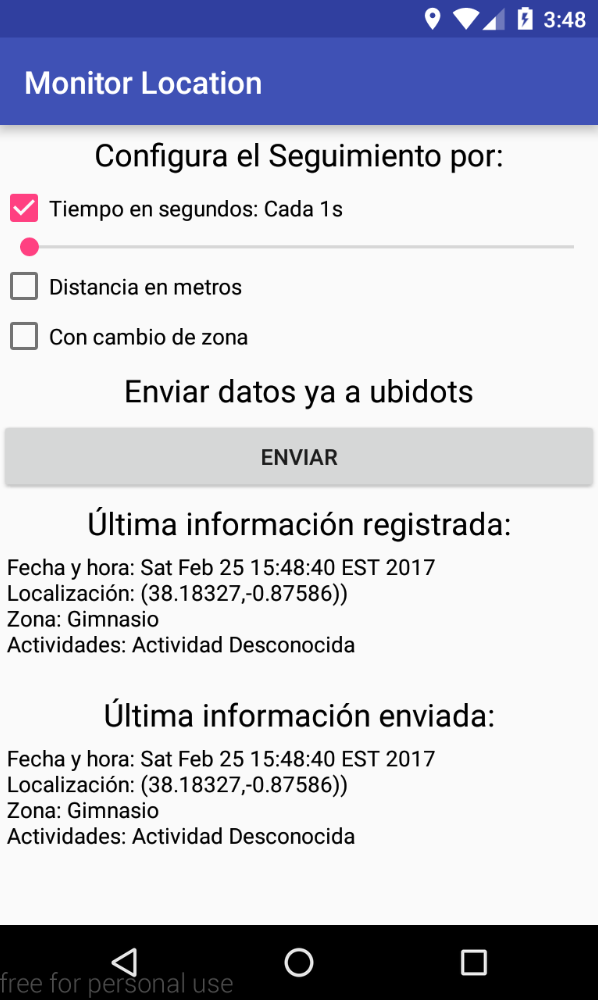 3:48
Monitor Location
Configura el Seguimiento por:
Tiempo en segundos: Cada 1s
Distancia en metros
Con cambio de zona
Enviar datos ya a ubidots
ENVIAR
Última información registrada:
Fecha y hora: Sat Feb 25 15:48:40 EST 2017
Localización: (38.18327,-0.87586))
Zona: Gimnasio
Actividades: Actividad Desconocida
Última información enviada:
Fecha y hora: Sat Feb 25 15:48:40 EST 2017
Localización: (38.18327,-0.87586))
Zona: Gimnasio
Actividades: Actividad Desconocida
free for personal use